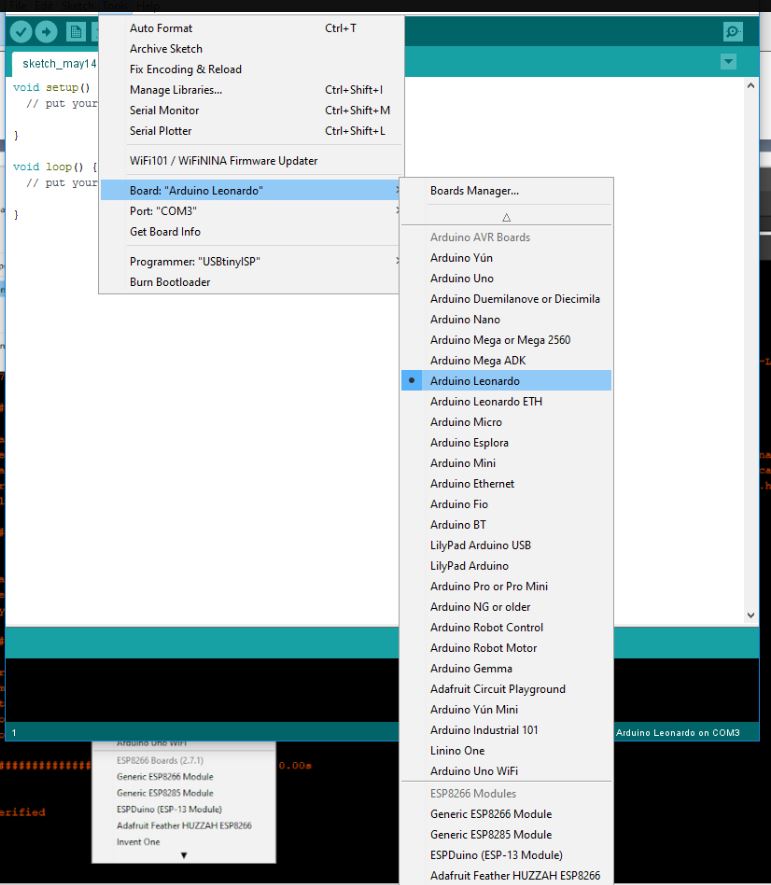 File Edit Sketch Tools Help
sketch_may14
void setup()
// put your
}
void loop() {
// put your
}
Auto Format Ctrl+T
Archive Sketch
Fix Encoding & Reload
Manage Libraries... Ctrl+Shift+I
Serial Monitor Ctrl+Shift+M
Serial Plotter Ctrl+Shift+L
WiFi101 / WiFiNINA Firmware Updater
Board: "Arduino Leonardo"
Port: "COM3"
Get Board Info
Programmer: "USBtinyISP"
Burn Bootloader
Boards Manager...
Arduino AVR Boards
Arduino Yún
Arduino Uno
Arduino Duemilanove or Diecimila
Arduino Nano
Arduino Mega or Mega 2560
Arduino Mega ADK
Arduino Leonardo
Arduino Leonardo ETH
Arduino Micro
Arduino Esplora
Arduino Mini
Arduino Ethernet
Arduino Fio
Arduino BT
LilyPad Arduino USB
LilyPad Arduino
Arduino Pro or Pro Mini
Arduino NG or older
Arduino Robot Control
Arduino Robot Motor
Arduino Gemma
Adafruit Circuit Playground
Arduino Yún Mini
Arduino Industrial 101
Linino One
Arduino Uno WiFi
ESP8266 Modules
Generic ESP8266 Module
Generic ESP8285 Module
ESPDuino (ESP-13 Module)
Adafruit Feather HUZZAH ESP8266
1
Arduino Leonardo on COM3
Arduino Uno WiFi
ESP8266 Boards (2.7.1)
Generic ESP8266 Module
Generic ESP8285 Module
ESPDuino (ESP-13 Module)
Adafruit Feather HUZZAH ESP8266
Invent One
############## 0.00s
erified